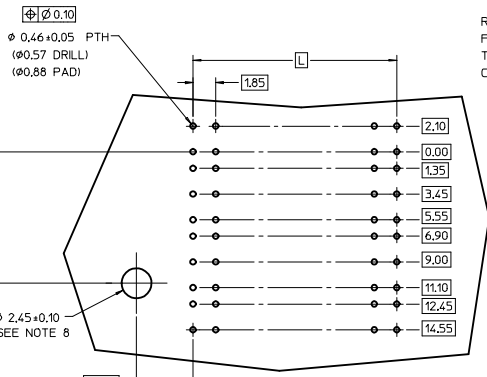 ⌖ Ø 0.10
Ø 0.46±0.05 PTH
(Ø0.57 DRILL)
(Ø0.88 PAD)
L
1.85
2.10
0.00
1.35
3.45
5.55
6.90
9.00
11.10
12.45
14.55
2.45±0.10
SEE NOTE 8